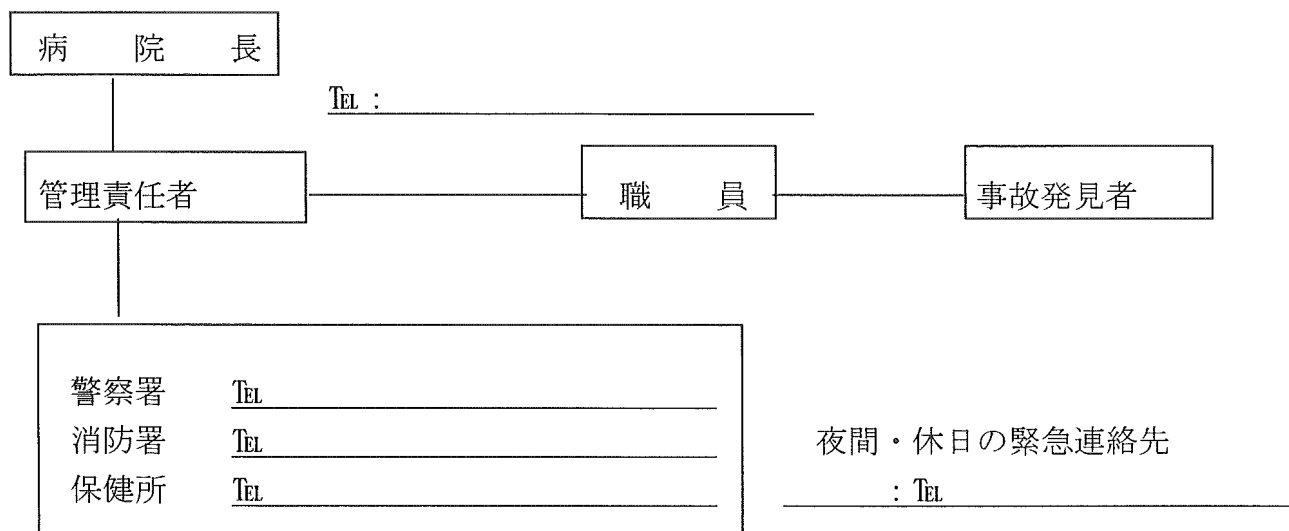 病　院　長
℡：
管理責任者
職　員
事故発見者
警察署　℡
消防署　℡
保健所　℡
夜間・休日の緊急連絡先
：℡